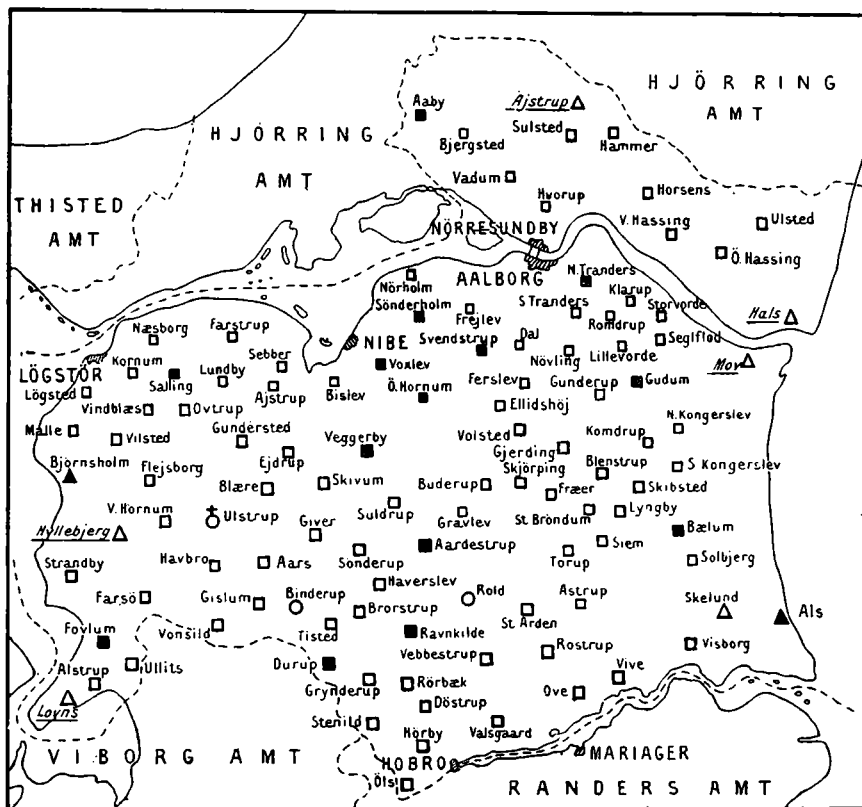 HJÖRRING
AMT
HJÖRRING
AMT
THISTED
AMT
Aaby
Ajstrup
Sulsted
Hammer
Bjergsted
Vadum
Hvorup
Horsens
V. Hassing
Ulsted
Ö. Hassing
NÖRRESUNDBY
AALBORG
N. Tranders
Klarup
Nörholm
Sönderholm
Frejlev
S Tranders
Romdrup
Storvorde
Hals
Næsborg
Farstrup
NIBE
Svendstrup
Dal
Növling
Lillevorde
Seglflod
Mov
LÖGSTÖR
Kornum
Salling
Lundby
Sebber
Voxlev
Lögsted
Ajstrup
Bislev
Ö. Hornum
Ferslev
Gunderup
Gudum
Vindblæs
Ovtrup
Ellidshöj
Malle
Vilsted
Gundersted
Veggerby
Volsted
Komdrup
N. Kongerslev
Björnsholm
Flejsborg
Ejdrup
Gjerding
Blenstrup
S Kongerslev
Blære
Skivum
Buderup
Skjörping
Fræer
Skibsted
V. Hornum
Ulstrup
Giver
Suldrup
Gravlev
St Bröndum
Lyngby
Hyllebjerg
Bælum
Strandby
Havbro
Aars
Sönderup
Aardestrup
Torup
Siem
Solbjerg
Farsö
Gislum
Binderup
Haverslev
Rold
Astrup
Skelund
Als
Brorstrup
St Arden
Fovlum
Vonsild
Tisted
Ravnkilde
Rostrup
Visborg
Alstrup
Ullits
Durup
Vebbestrup
Vive
Lovns
Grynderup
Rörbæk
Ove
Stenild
Döstrup
Valsgaard
VIBORG AMT
Hörby
HOBRO
MARIAGER
Öls
RANDERS AMT